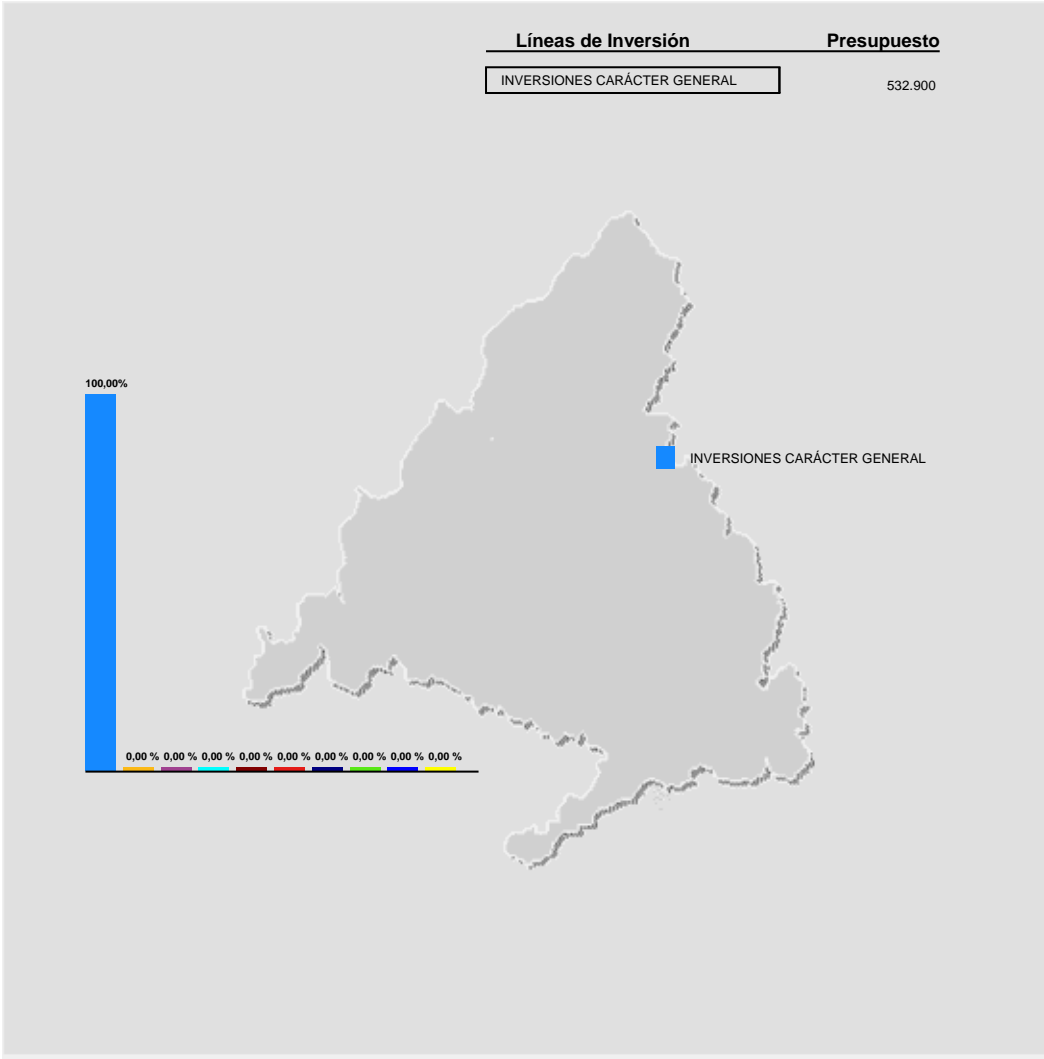 Líneas de Inversión Presupuesto
INVERSIONES CARÁCTER GENERAL 532.900
100,00%
INVERSIONES CARÁCTER GENERAL
0,00 % 0,00 % 0,00 % 0,00 % 0,00 % 0,00 % 0,00 % 0,00 % 0,00 %